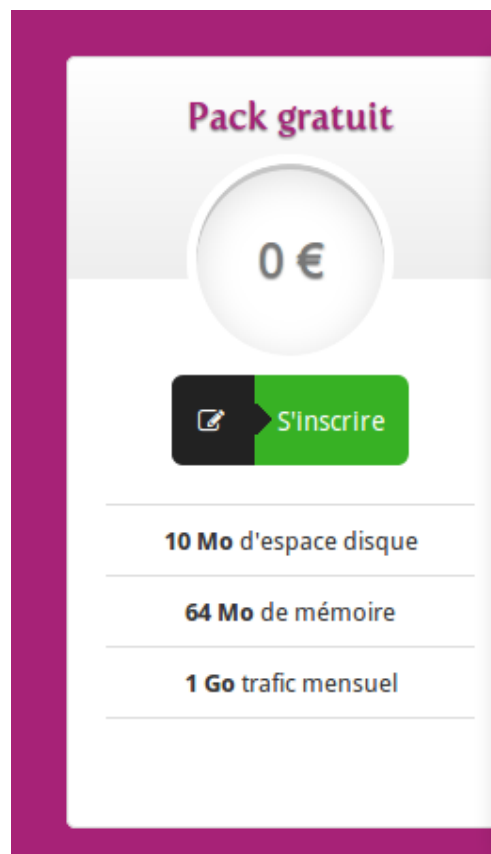 Pack gratuit
0 €
S'inscrire
10 Mo d'espace disque
64 Mo de mémoire
1 Go trafic mensuel